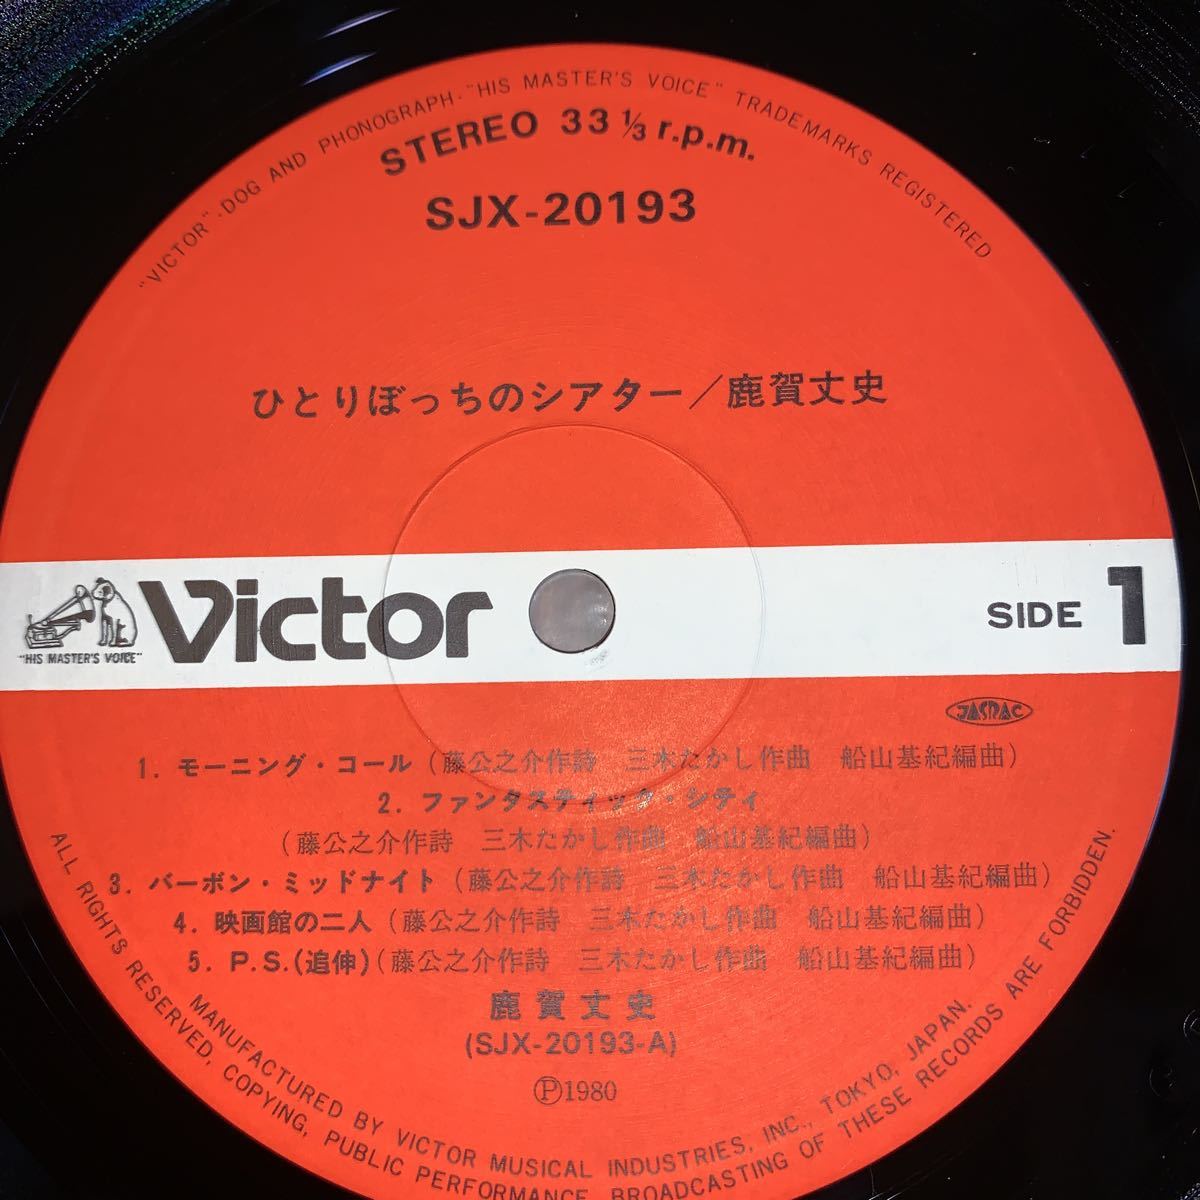 "VICTOR"·DOG AND PHONOGRAPH·"HIS MASTER'S VOICE" TRADEMARKS REGISTERED
STEREO 33 1/3 r.p.m.
SJX-20193
ひとりぼっちのシアター/鹿賀丈史
"HIS MASTER'S VOICE"
Victor
SIDE 1
JASRAC
1. モーニング・コール (藤公之介作詩 三木たかし作曲 船山基紀編曲)
2. ファンタスティック・シティ
(藤公之介作詩 三木たかし作曲 船山基紀編曲)
3. バーボン・ミッドナイト (藤公之介作詩 三木たかし作曲 船山基紀編曲)
4. 映画館の二人 (藤公之介作詩 三木たかし作曲 船山基紀編曲)
5. P.S.(追伸) (藤公之介作詩 三木たかし作曲 船山基紀編曲)
鹿賀丈史
(SJX-20193-A)
Ⓟ1980
MANUFACTURED BY VICTOR MUSICAL INDUSTRIES, INC., TOKYO, JAPAN.
ALL RIGHTS RESERVED, COPYING, PUBLIC PERFORMANCE, BROADCASTING OF THESE RECORDS ARE FORBIDDEN.